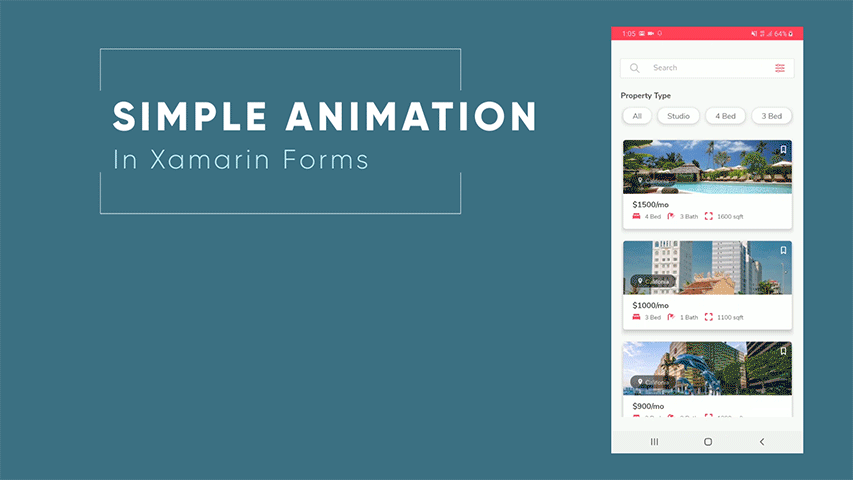 SIMPLE ANIMATION
In Xamarin Forms
1:05
64%
Search
Property Type
All
Studio
4 Bed
3 Bed
California
$1500/mo
4 Bed
3 Bath
1600 sqft
California
$1000/mo
3 Bed
1 Bath
1100 sqft
California
$900/mo